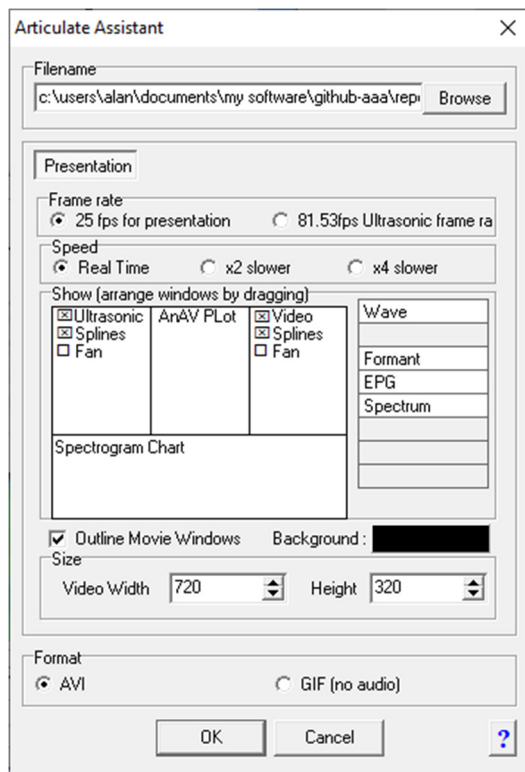 Articulate Assistant
Filename
c:\users\alan\documents\my software\github-aaa\rep
Browse
Presentation
Frame rate
25 fps for presentation
81.53fps Ultrasonic frame ra
Speed
Real Time
x2 slower
x4 slower
Show (arrange windows by dragging)
Ultrasonic
Splines
Fan
AnAV PLot
Video
Splines
Fan
Spectrogram Chart
Wave
Formant
EPG
Spectrum
Outline Movie Windows
Background :
Size
Video Width
720
Height
320
Format
AVI
GIF (no audio)
OK
Cancel
?